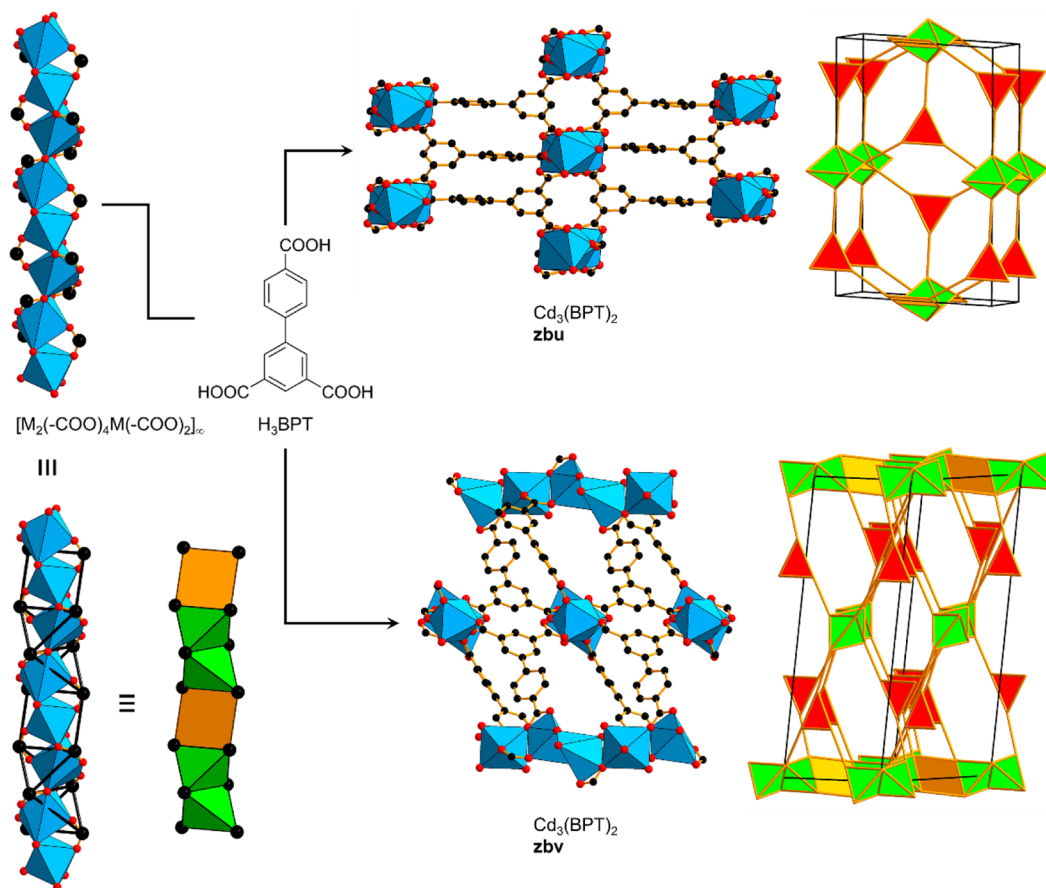 Cd₃(BPT)₂
zbu
COOH
HOOC
COOH
[M₂(-COO)₄M(-COO)₂]∞
H₃BPT
Cd₃(BPT)₂
zbv